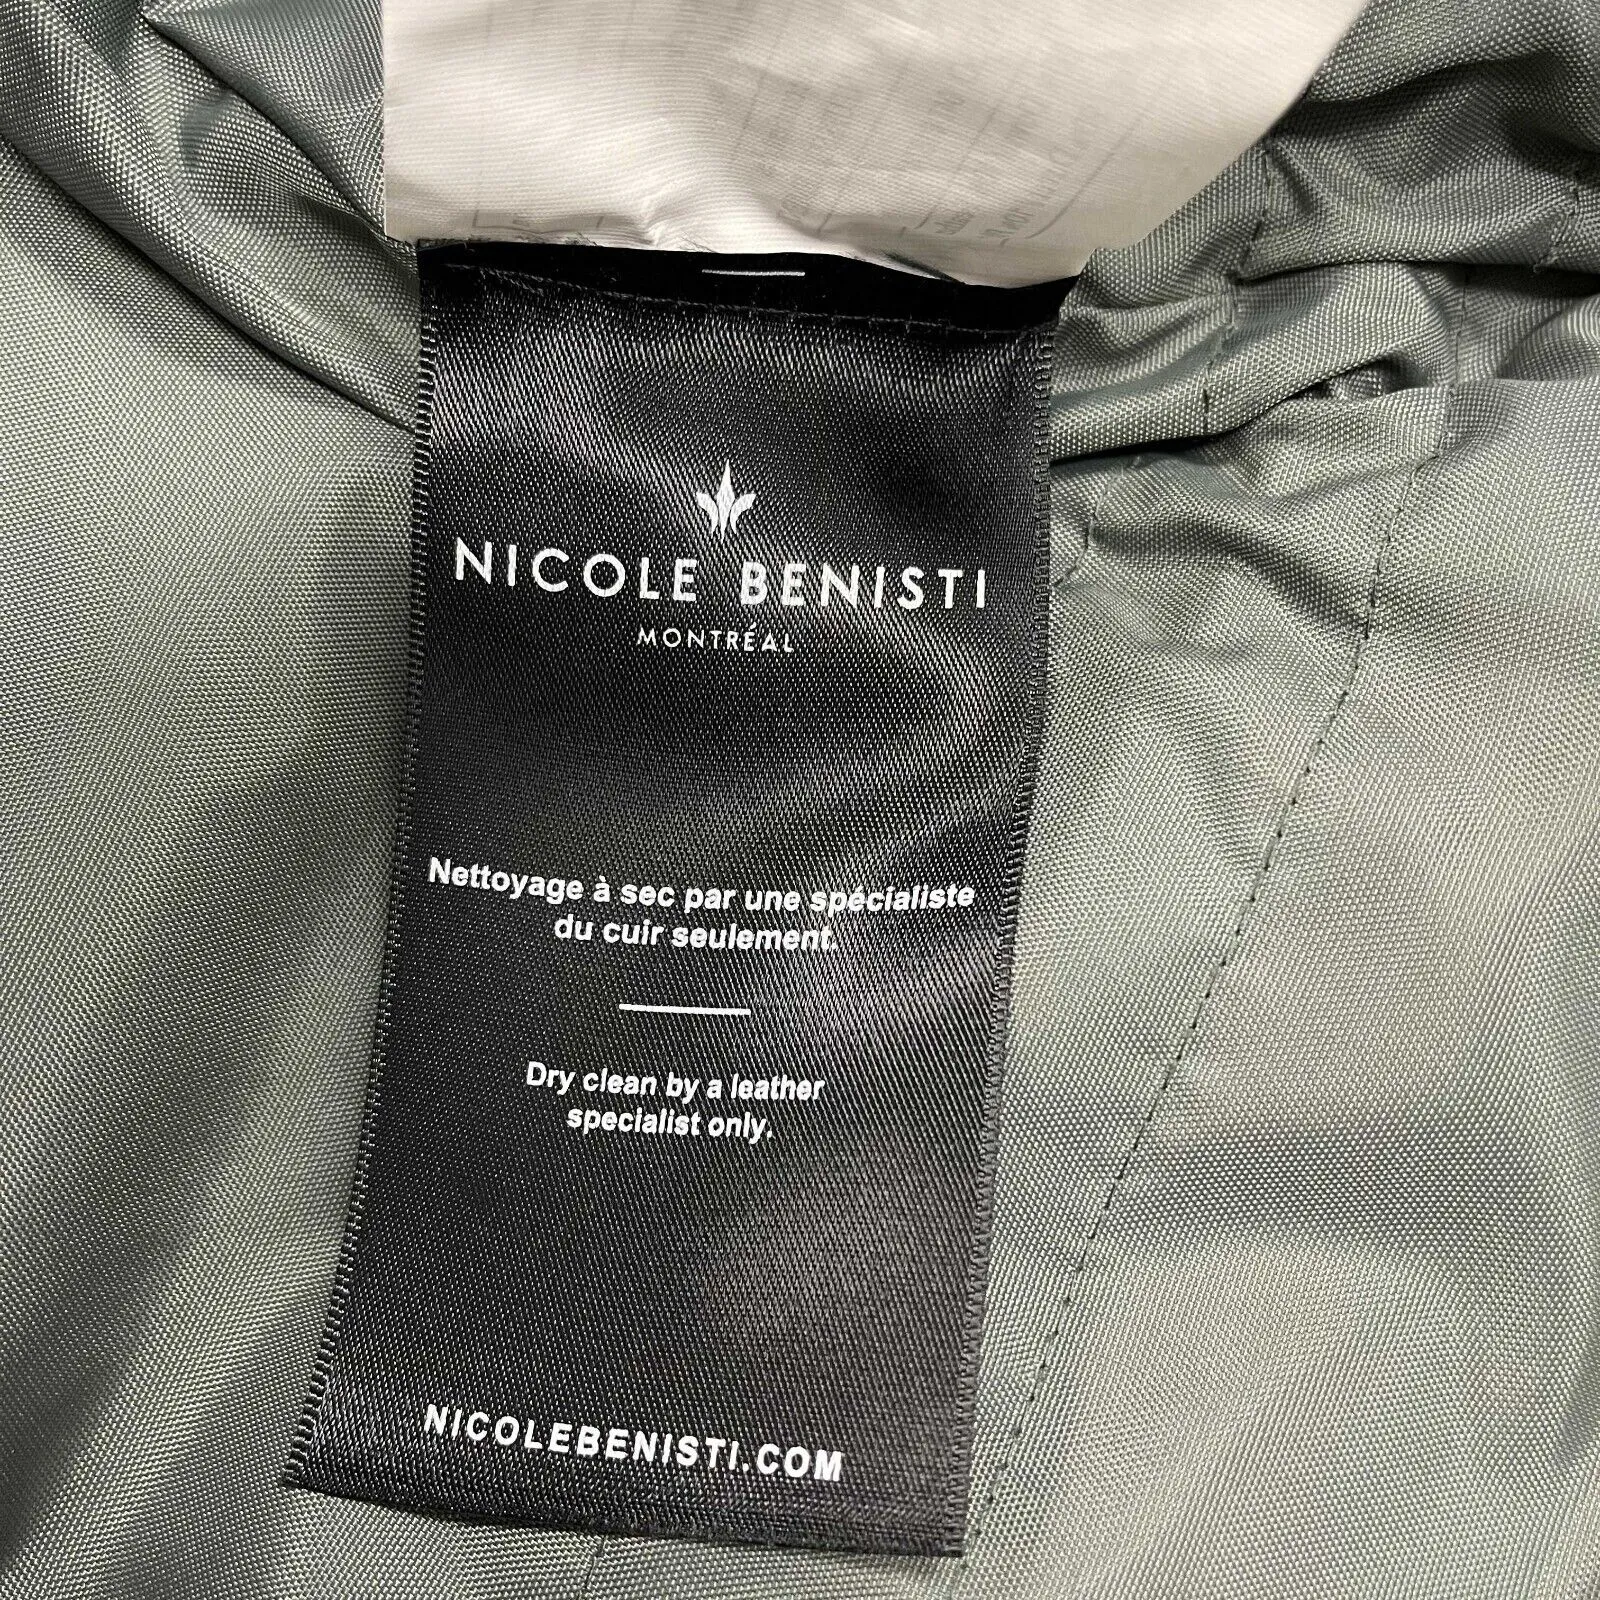 NICOLE BENISTI
MONTRÉAL
Nettoyage à sec par une spécialiste
du cuir seulement.
Dry clean by a leather
specialist only.
NICOLEBENISTI.COM